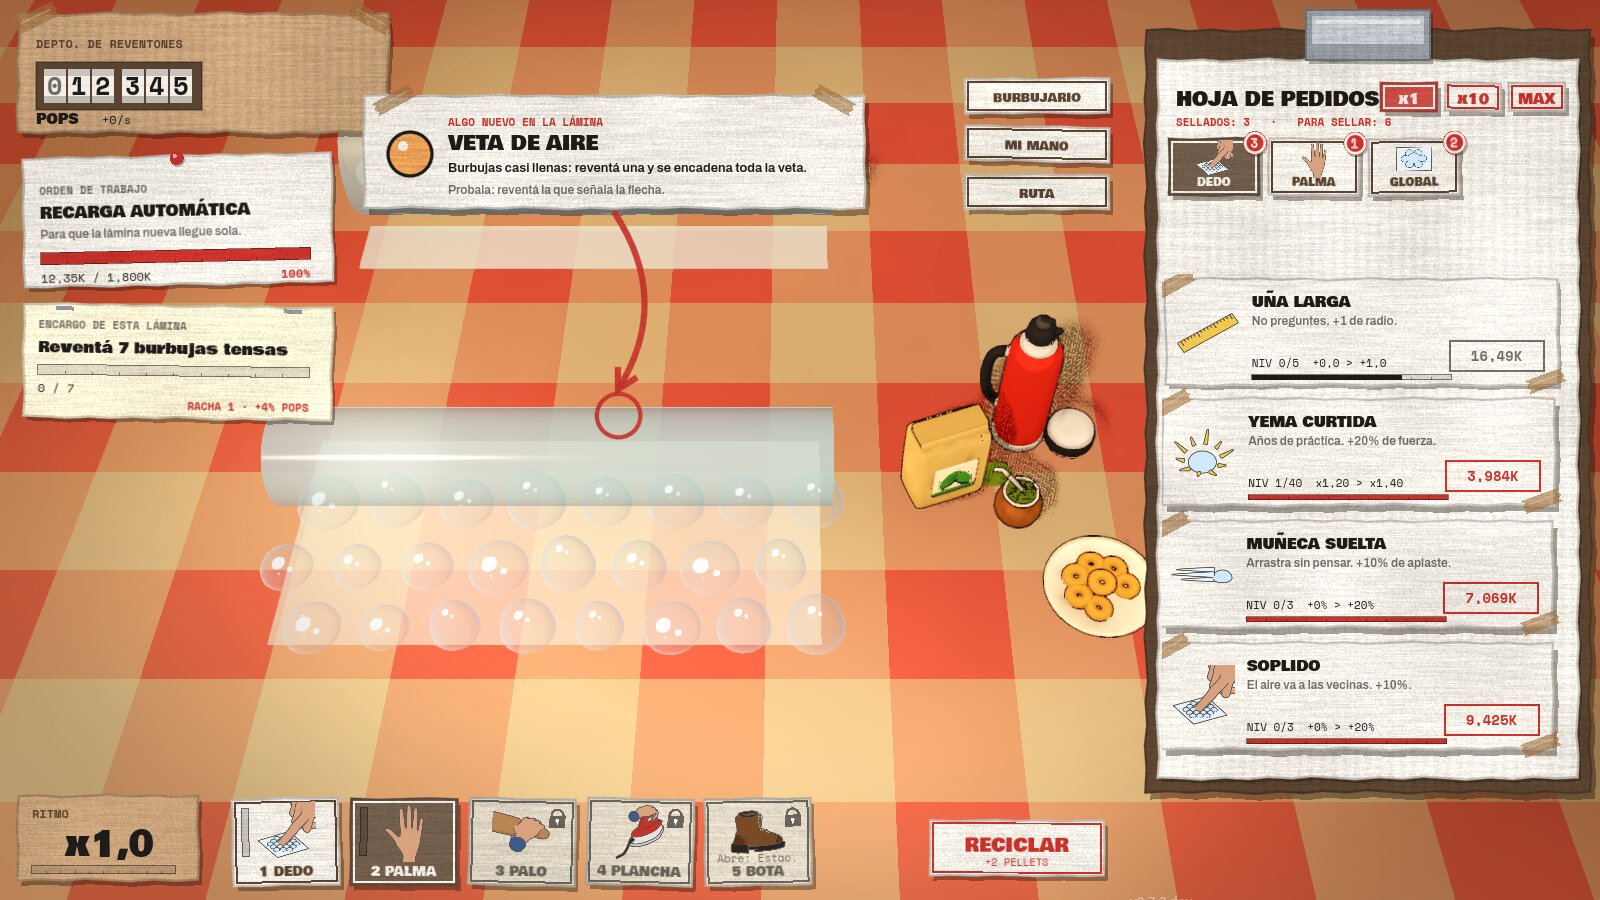 DEPTO. DE REVENTONES
012345
POPS +0/s
ORDEN DE TRABAJO
RECARGA AUTOMÁTICA
Para que la lámina nueva llegue sola.
12,35K / 1,800K 100%
ENCARGO DE ESTA LÁMINA
Reventá 7 burbujas tensas
0 / 7
RACHA 1 · +4% POPS
ALGO NUEVO EN LA LÁMINA
VETA DE AIRE
Burbujas casi llenas: reventá una y se encadena toda la veta.
Probala: reventá la que señala la flecha.
BURBUJARIO
MI MANO
RUTA
HOJA DE PEDIDOS x1 x10 MAX
SELLADOS: 3 · PARA SELLAR: 6
3 1 2
DEDO PALMA GLOBAL
UÑA LARGA
No preguntes. +1 de radio.
NIV 0/5 +0,0 > +1,0
16,49K
YEMA CURTIDA
Años de práctica. +20% de fuerza.
NIV 1/40 x1,20 > x1,40
3,984K
MUÑECA SUELTA
Arrastra sin pensar. +10% de aplaste.
NIV 0/3 +0% > +20%
7,069K
SOPLIDO
El aire va a las vecinas. +10%.
NIV 0/3 +0% > +20%
9,425K
RITMO
x1,0
1 DEDO
2 PALMA
3 PALO
4 PLANCHA
Abre: Estac.
5 BOTA
RECICLAR
+2 PELLETS